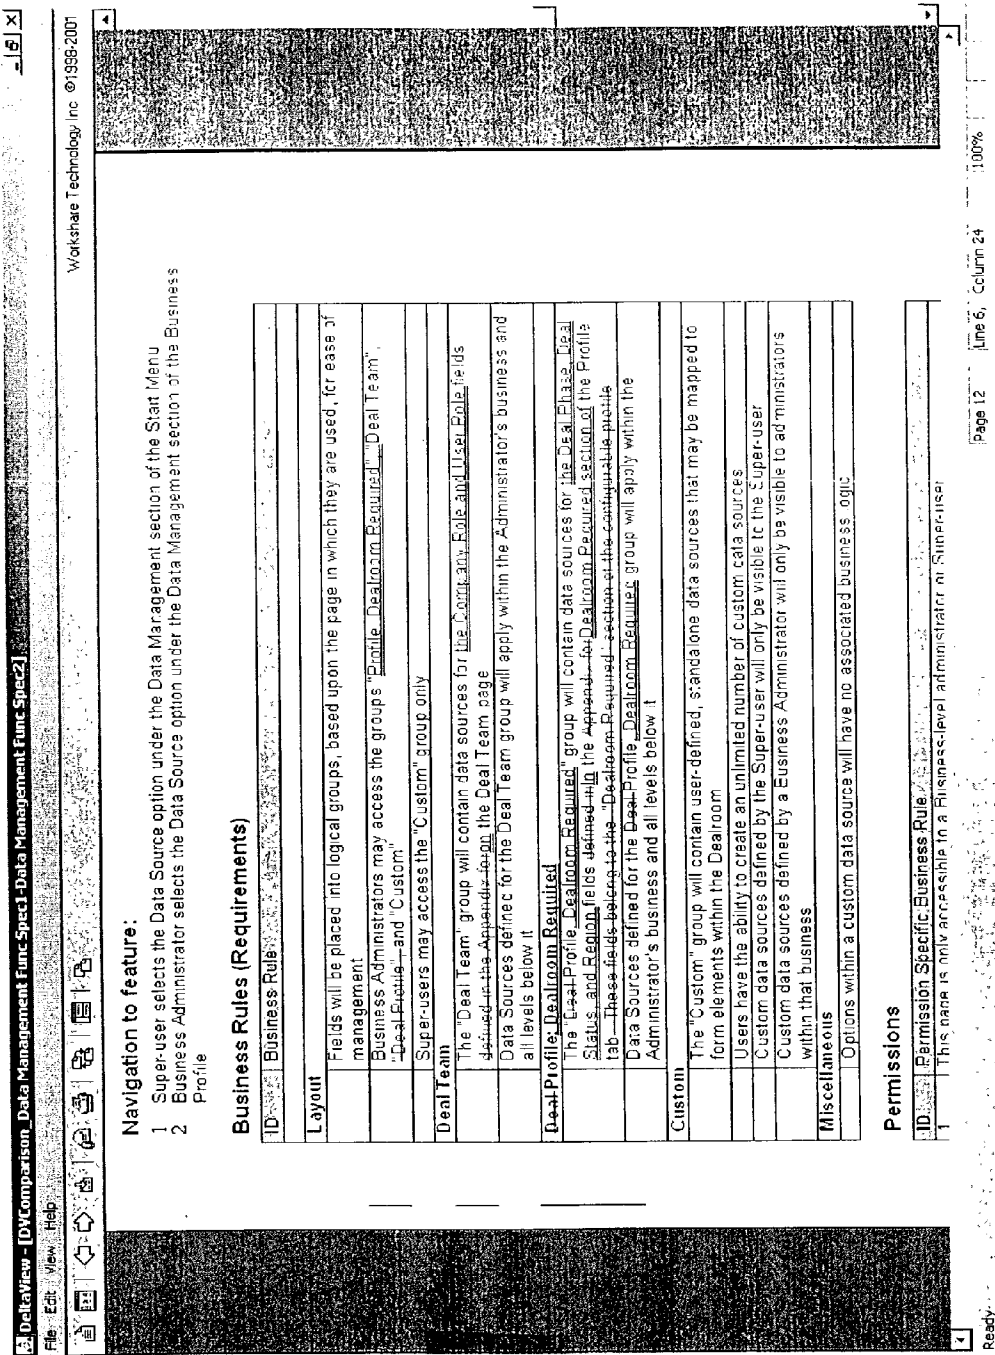 DeltaView - [DVComparison_Data Management Func Spec1-Data Management Func Spec2]
File Edit View Help
Workshare Technology Inc ©1998-2001
Navigation to feature:
1 Super-user selects the Data Source option under the Data Management section of the Start Menu
2 Business Administrator selects the Data Source option under the Data Management section of the Business
Profile
Business Rules (Requirements)
ID Business Rule
Layout
Fields will be placed into logical groups, based upon the page in which they are used, for ease of
management
Business Administrators may access the groups "Profile, Dealroom Required" "Deal Team",
"Deal Profile" and "Custom"
Super-users may access the "Custom" group only
Deal Team
The "Deal Team" group will contain data sources for the Company Role and User Role fields
defined in the Appendix foron the Deal Team page
Data Sources defined for the Deal Team group will apply within the Administrator's business and
all levels below it
Deal Profile: Dealroom Required
The "Deal Profile, Dealroom Required" group will contain data sources for the Deal Phase, Deal
Status, and Region fields defined inin the Appendix forDealroom Required section of the Profile
tab These fields belong to the "Dealroom Required" section of the configurable profile
Data Sources defined for the Deal Profile, Dealroom Required group will apply within the
Administrator's business and all levels below it
Custom
The "Custom" group will contain user-defined, standalone data sources that may be mapped to
form elements within the Dealroom
Users have the ability to create an unlimited number of custom data sources
Custom data sources defined by the Super-user will only be visible to the Super-user
Custom data sources defined by a Business Administrator will only be visible to administrators
within that business
Miscellaneous
Options within a custom data source will have no associated business logic
Permissions
ID Permission Specific Business Rule
1 This page is only accessible to a Business-level administrator or Super-user
Ready
Page 12 Line 6, Column 24 100%